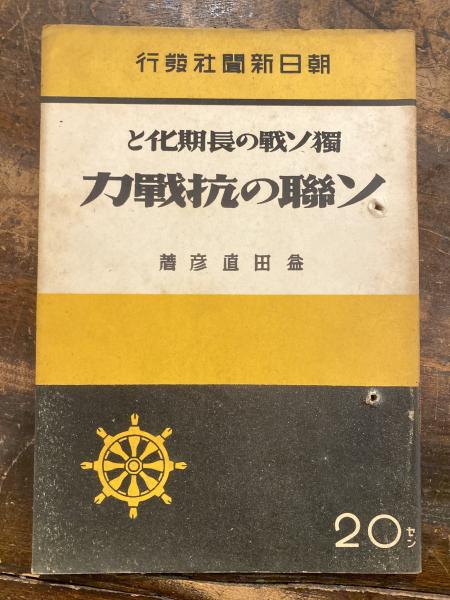 朝日新聞社發行
獨ソ戰の長期化と
ソ聯の抗戰力
益田直彦著
20セン